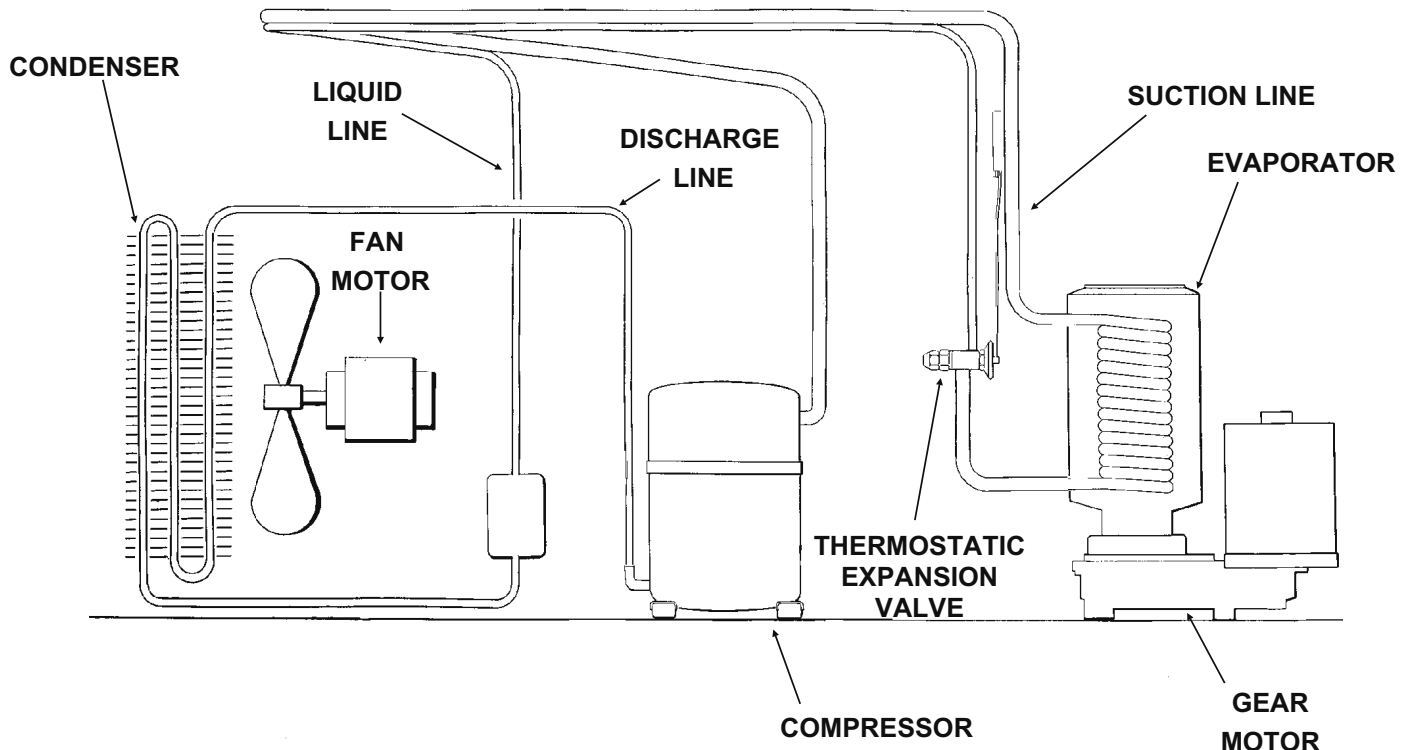 CONDENSER
LIQUID
LINE
DISCHARGE
LINE
SUCTION LINE
EVAPORATOR
FAN
MOTOR
THERMOSTATIC
EXPANSION
VALVE
COMPRESSOR
GEAR
MOTOR